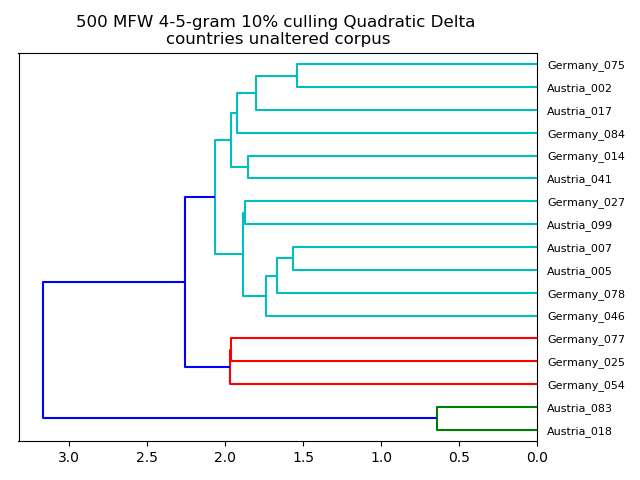 500 MFW 4-5-gram 10% culling Quadratic Delta
countries unaltered corpus
Germany_075
Austria_002
Austria_017
Germany_084
Germany_014
Austria_041
Germany_027
Austria_099
Austria_007
Austria_005
Germany_078
Germany_046
Germany_077
Germany_025
Germany_054
Austria_083
Austria_018
3.0 2.5 2.0 1.5 1.0 0.5 0.0